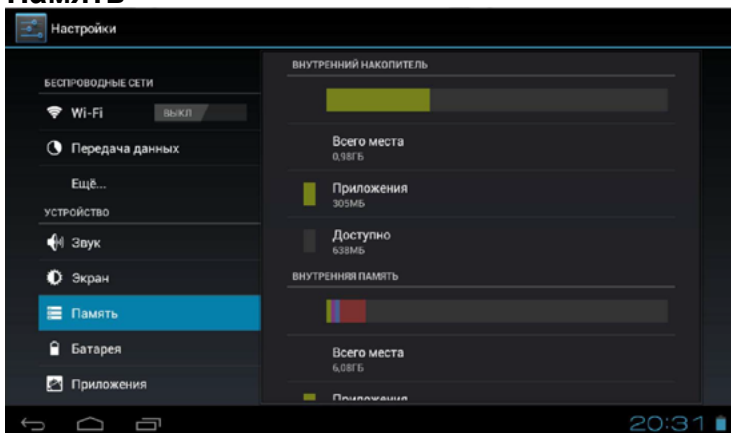 Память
Настройки
БЕСПРОВОДНЫЕ СЕТИ
Wi-Fi ВЫКЛ
Передача данных
Ещё...
УСТРОЙСТВО
Звук
Экран
Память
Батарея
Приложения
ВНУТРЕННИЙ НАКОПИТЕЛЬ
Всего места
0,98ГБ
Приложения
305МБ
Доступно
638МБ
ВНУТРЕННЯЯ ПАМЯТЬ
Всего места
6,08ГБ
Приложения
20:31